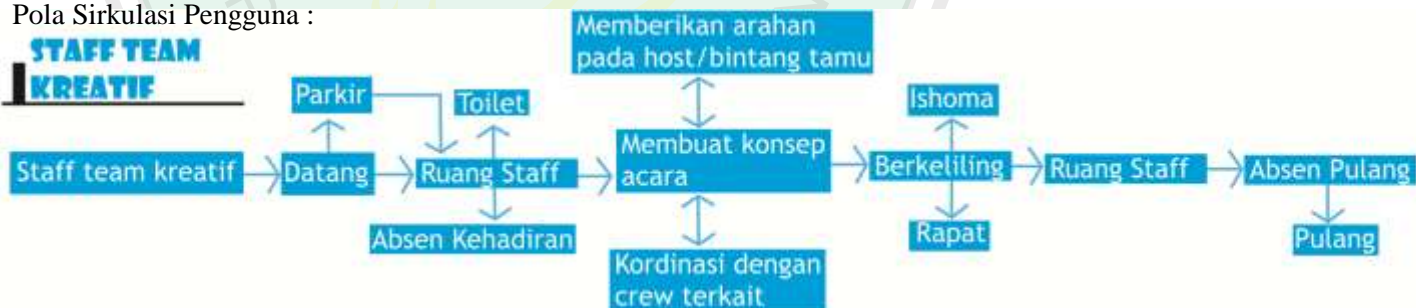 Pola Sirkulasi Pengguna :
STAFF TEAM
KREATIF
Memberikan arahan
pada host/bintang tamu
Parkir
Toilet
Ishoma
Staff team kreatif
Datang
Ruang Staff
Membuat konsep
acara
Berkeliling
Ruang Staff
Absen Pulang
Absen Kehadiran
Rapat
Pulang
Kordinasi dengan
crew terkait